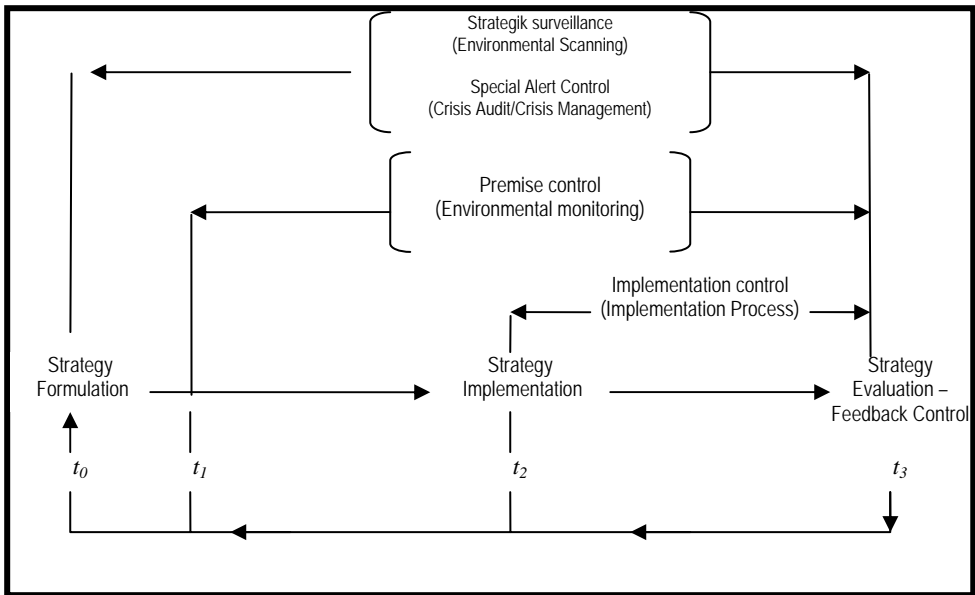 Strategik surveillance
(Environmental Scanning)
Special Alert Control
(Crisis Audit/Crisis Management)
Premise control
(Environmental monitoring)
Implementation control
(Implementation Process)
Strategy
Formulation
Strategy
Implementation
Strategy
Evaluation –
Feedback Control
t0
t1
t2
t3